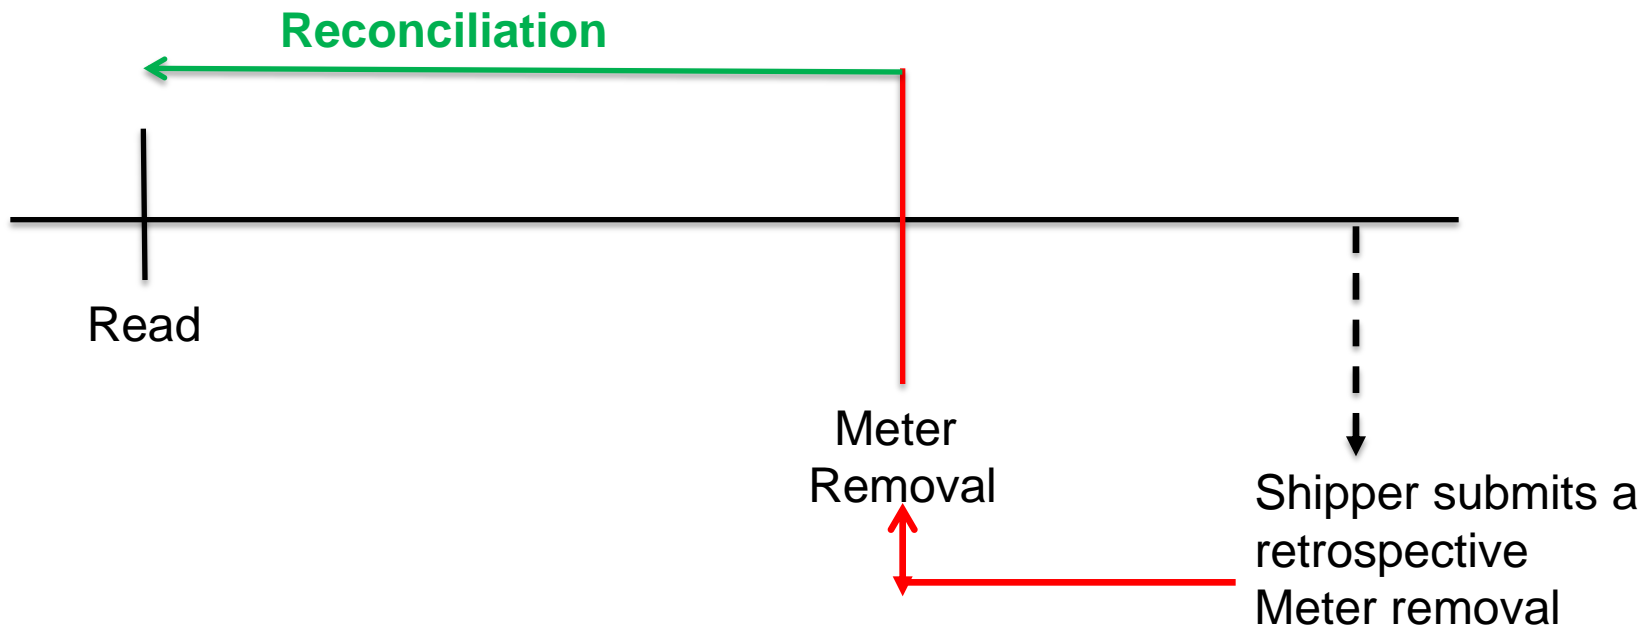 Reconciliation
Read
Meter
Removal
Shipper submits a
retrospective
Meter removal